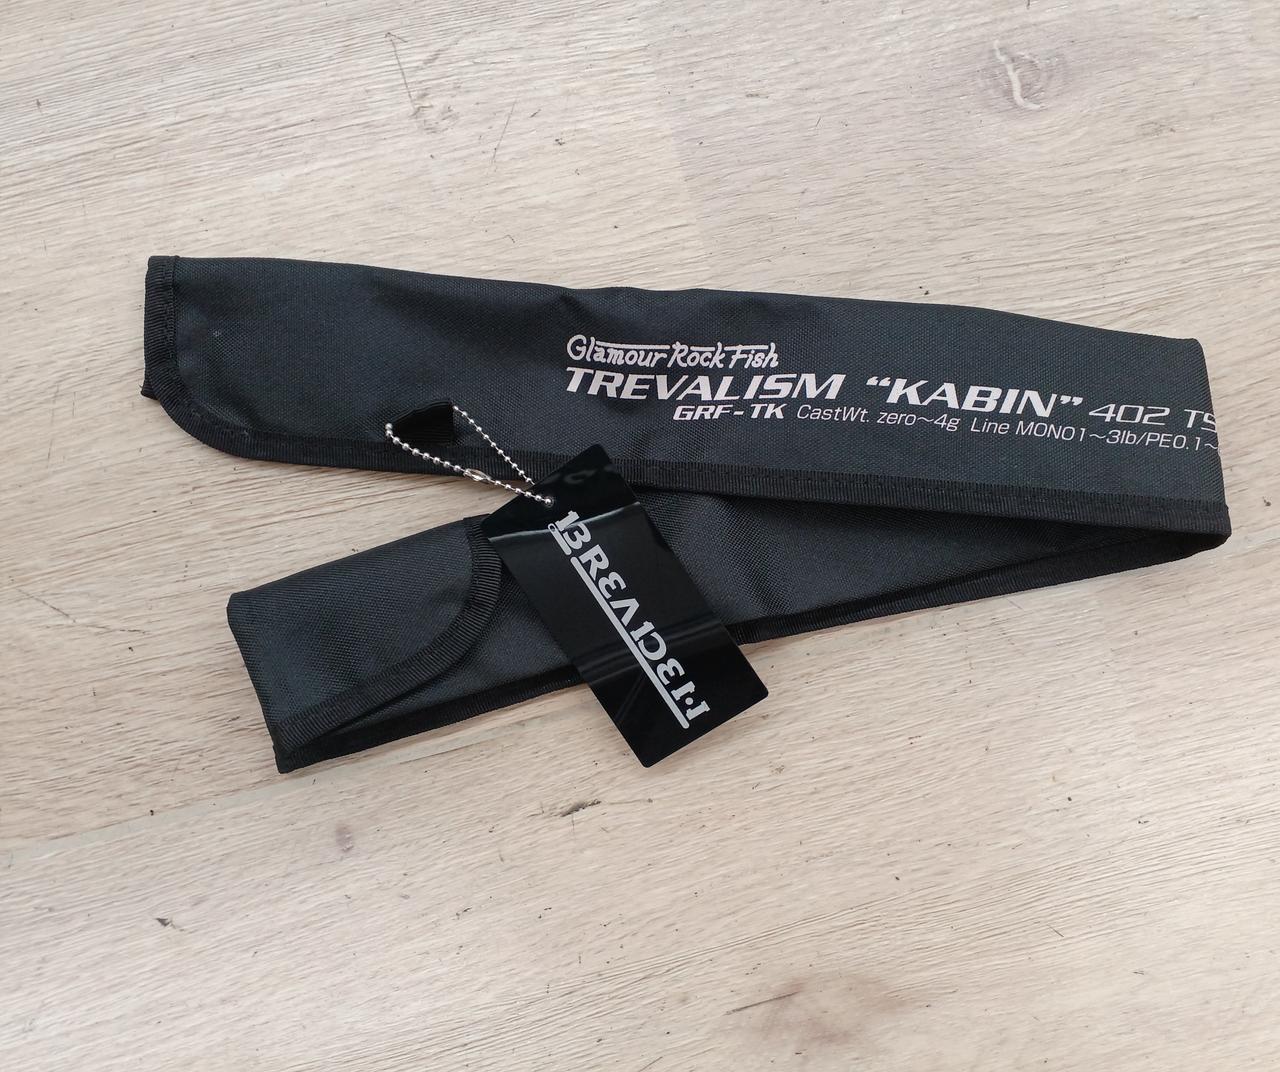 Glamour Rock Fish
TREVALISM “KABIN” 402 TS
GRF-TK CastWt. zero~4g Line MONO1~3lb/PE0.1~
BREADEN